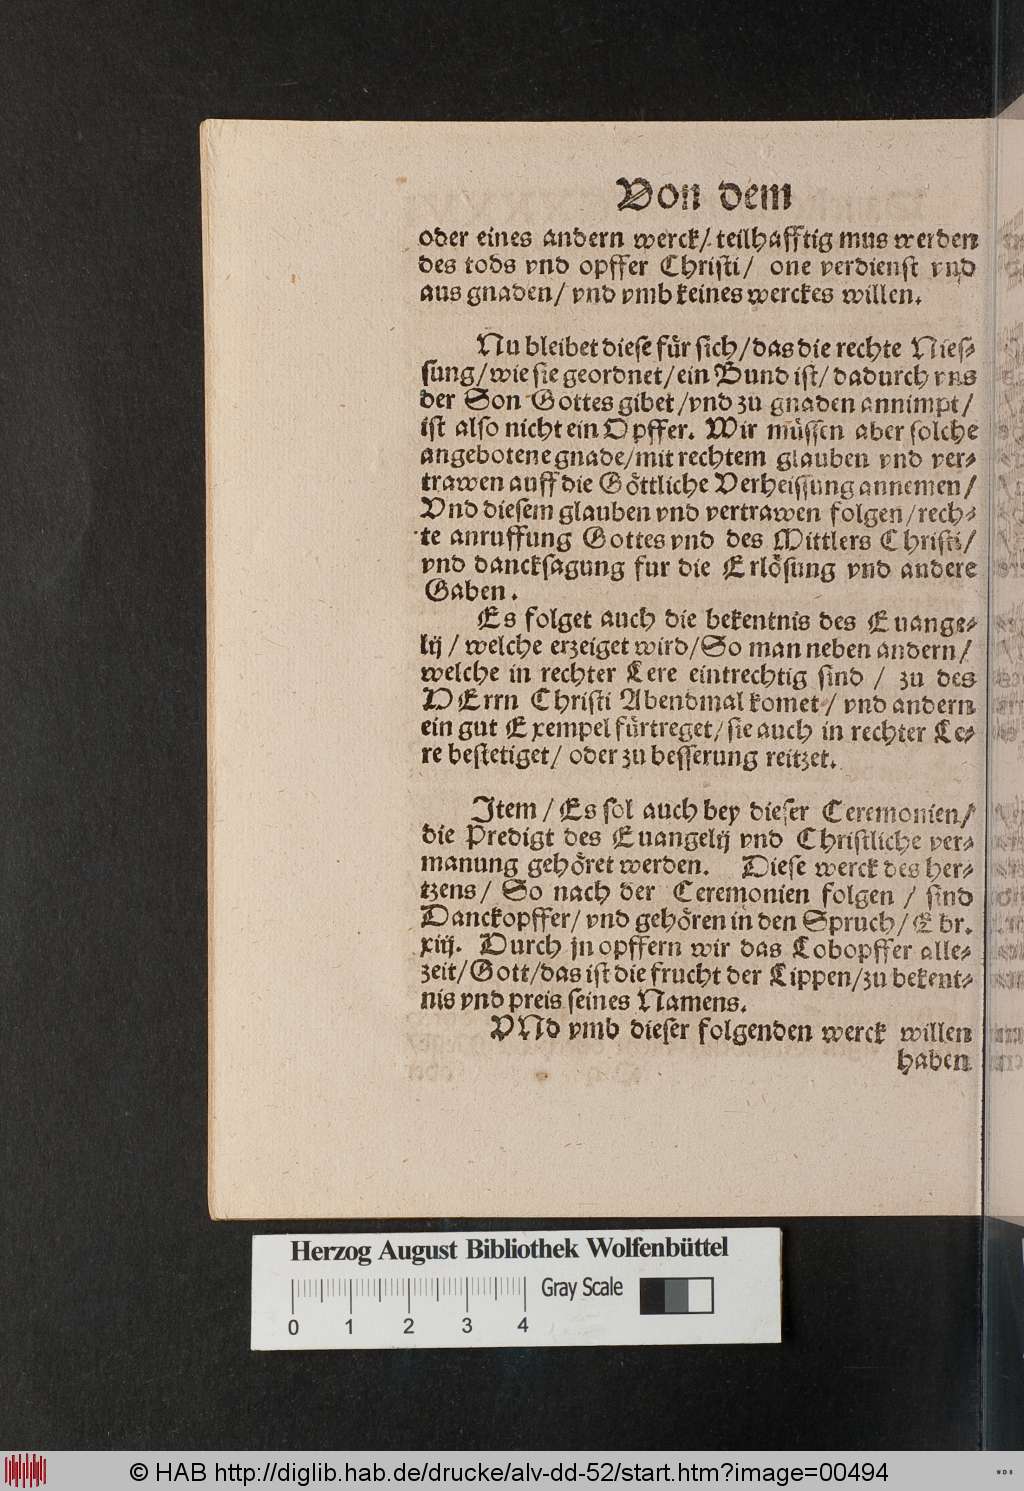 Von dem
oder eines andern werck/ teilhafftig mus werden
des tods vnd opffer Christi/ one verdienst vnd
aus gnaden/ vnd vmb keines werckes willen.
Nu bleibet diese für sich/ das die rechte Nies-
sung/ wie sie geordnet/ ein Bund ist/ dadurch vns
der Son Gottes gibet/ vnd zu gnaden annimpt/
ist also nicht ein Opffer. Wir müssen aber solche
angebotene gnade/ mit rechtem glauben vnd ver-
trawen auff die Göttliche Verheissung annemen/
Vnd diesem glauben vnd vertrawen folgen/ rech-
te anruffung Gottes vnd des Mittlers Christi/
vnd dancksagung fur die Erlösung vnd andere
Gaben.
Es folget auch die bekentnis des Euange-
lij/ welche erzeiget wird/ So man neben andern/
welche in rechter Lere eintrechtig sind/ zu des
HErrn Christi Abendmal komet/ vnd andern
ein gut Exempel fürtreget/ sie auch in rechter Le-
re bestetiget/ oder zu besserung reitzet.
Item/ Es sol auch bey dieser Ceremonien/
die Predigt des Euangelij vnd Christliche ver-
manung gehöret werden. Diese werck des her-
tzens/ So nach der Ceremonien folgen/ sind
Danckopffer/ vnd gehören in den Spruch/ Ebr.
xiij. Durch jn opffern wir das Lobopffer alle-
zeit/ Gott/ das ist die frucht der Lippen/ zu bekent-
nis vnd preis seines Namens.
VNd vmb dieser folgenden werck willen
haben
Herzog August Bibliothek Wolfenbüttel
Gray Scale
0 1 2 3 4
© HAB http://diglib.hab.de/drucke/alv-dd-52/start.htm?image=00494